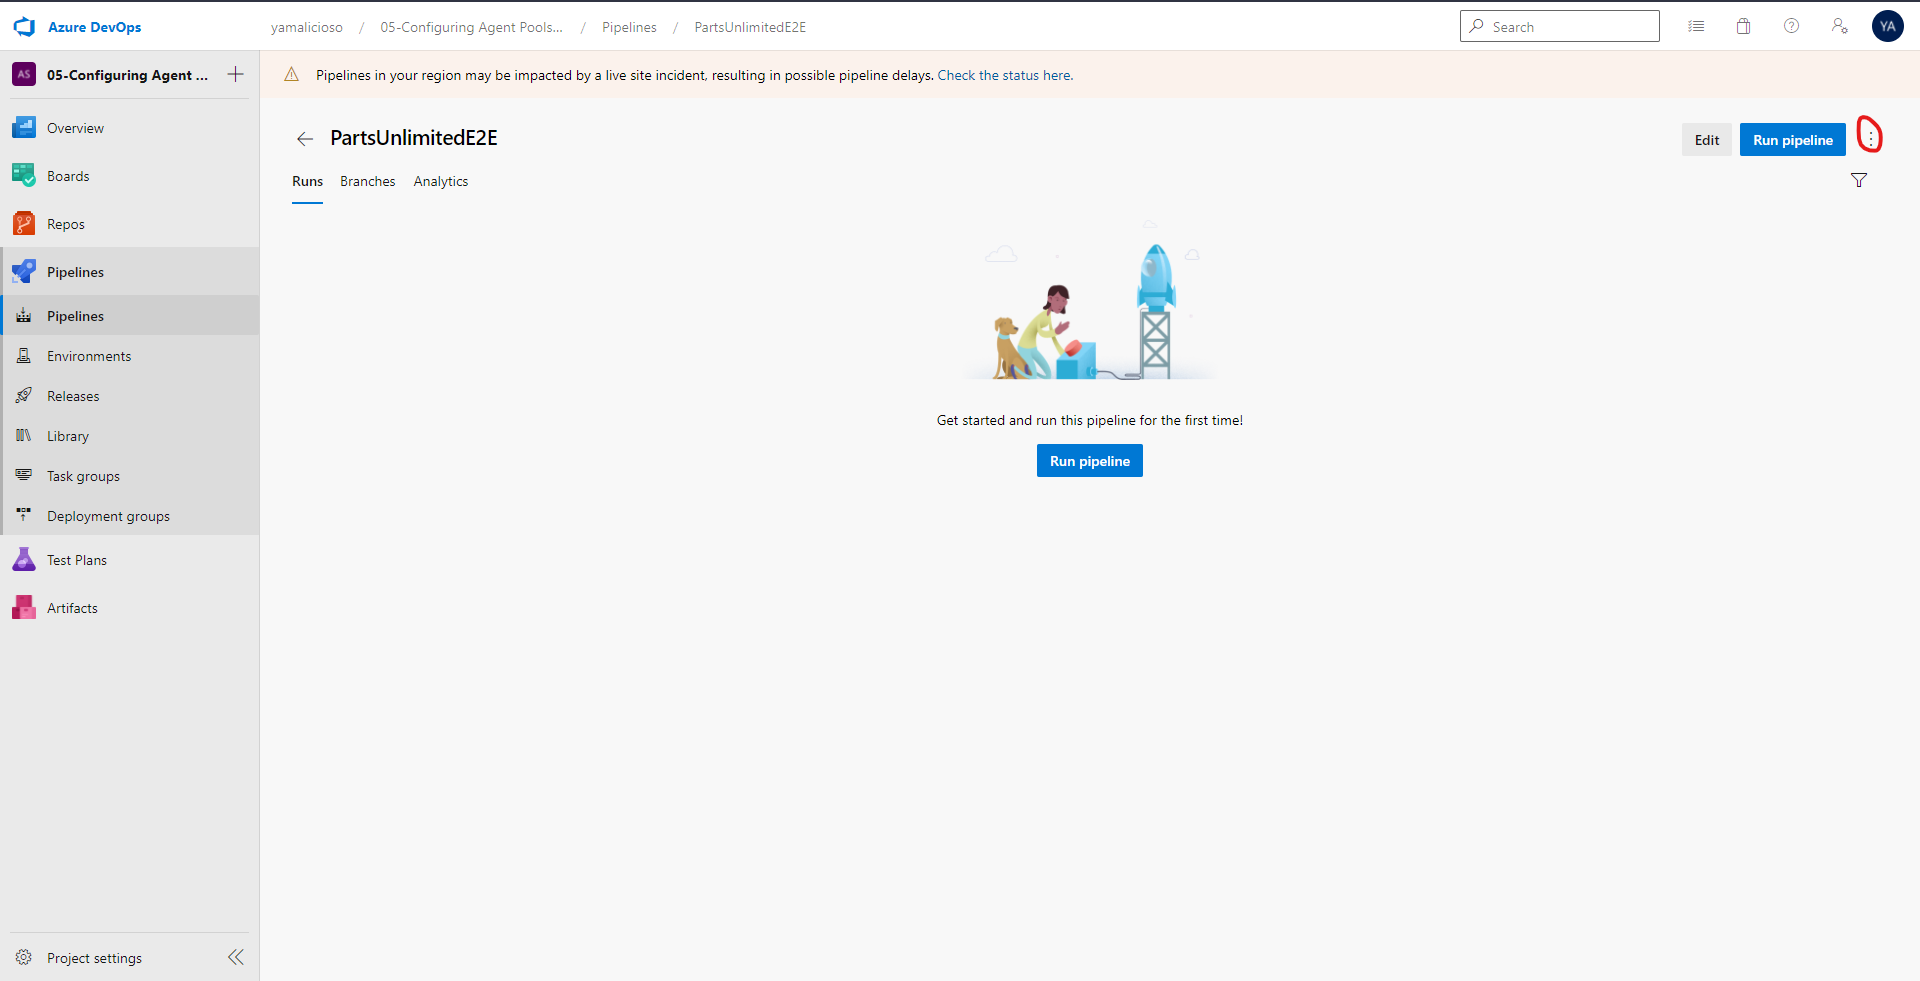 Azure DevOps
yamalicioso / 05-Configuring Agent Pools... / Pipelines / PartsUnlimitedE2E
Search
YA
AS
05-Configuring Agent ...
Pipelines in your region may be impacted by a live site incident, resulting in possible pipeline delays. Check the status here.
Overview
Boards
Repos
Pipelines
Pipelines
Environments
Releases
Library
Task groups
Deployment groups
Test Plans
Artifacts
Project settings
PartsUnlimitedE2E
Edit
Run pipeline
Runs
Branches
Analytics
Get started and run this pipeline for the first time!
Run pipeline